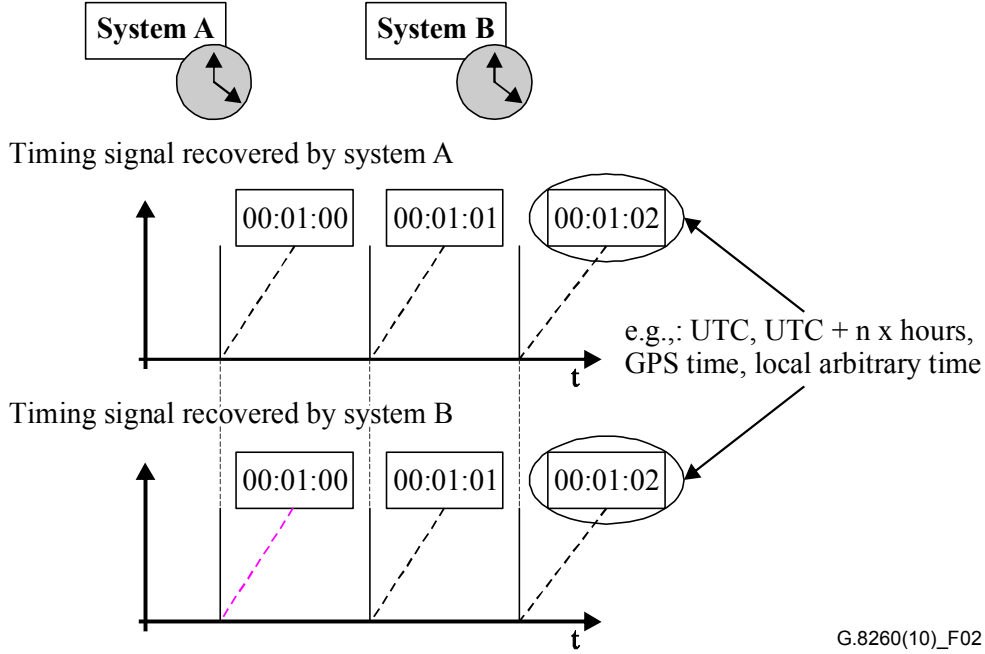 System A
System B
Timing signal recovered by system A
00:01:00
00:01:01
00:01:02
e.g.,: UTC, UTC + n x hours,
GPS time, local arbitrary time
t
Timing signal recovered by system B
00:01:00
00:01:01
00:01:02
t
G.8260(10)_F02